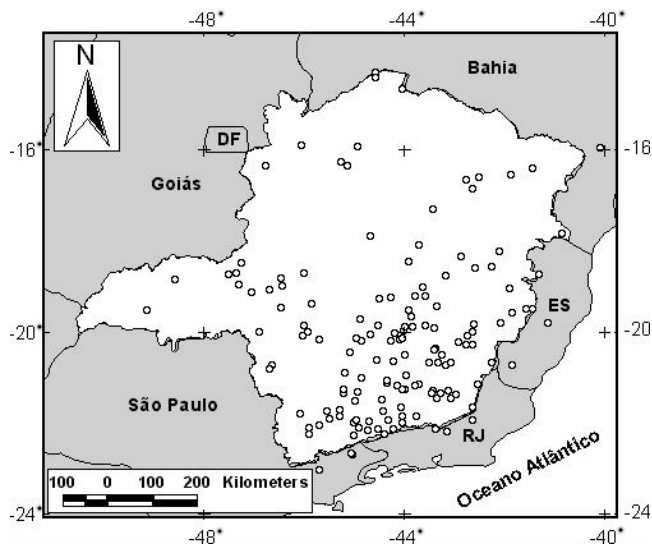 -48° -44° -40°
N
Bahia
DF
-16° -16
Goiás
ES
-20° -20
São Paulo
RJ
Oceano Atlântico
100 0 100 200 Kilometers
-24° -24
-48° -44° -40